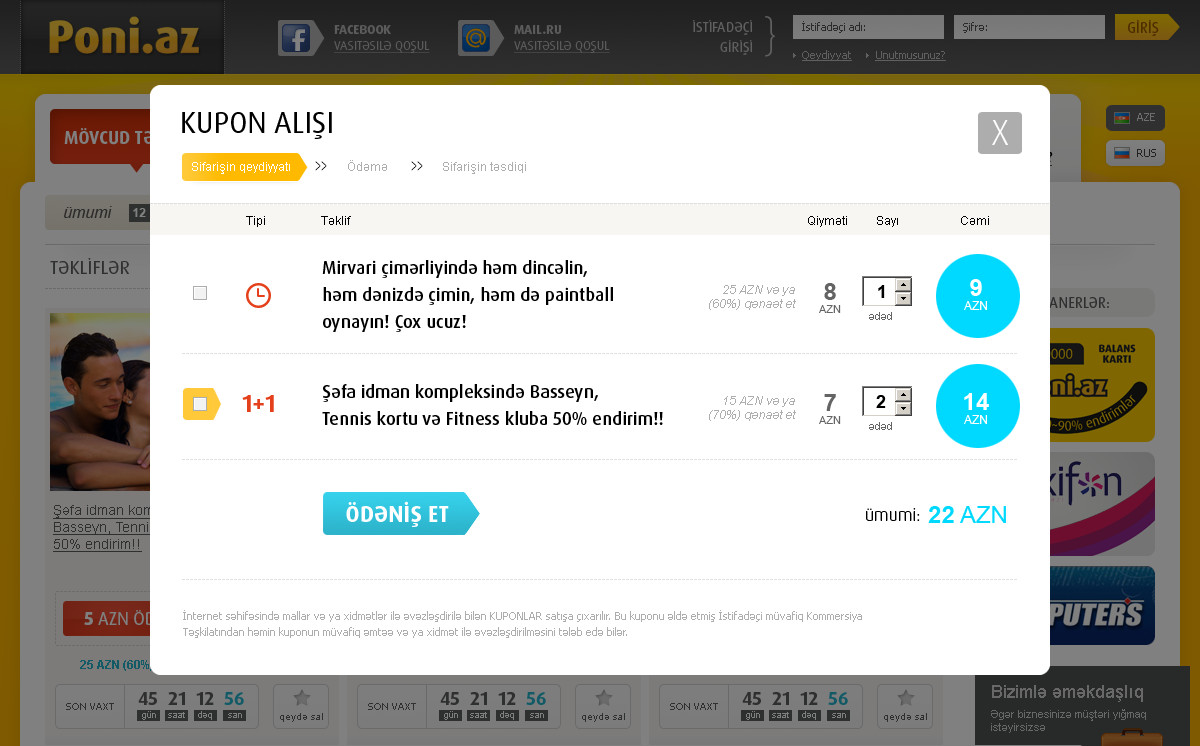 Poni.az
FACEBOOK
VASITƏSILƏ QOŞUL
MAIL.RU
VASITƏSILƏ QOŞUL
İSTİFADƏÇİ
GİRİŞİ
İstifadəçi adı:
Şifrə:
GİRİŞ
Qeydiyyat
Unutmusunuz?
MÖVCUD TƏ
AZE
RUS
KUPON ALIŞI
X
Sifarişin qeydiyyatı
Ödəmə
Sifarişin təsdiqi
ümumi 12
TƏKLİFLƏR
Tipi
Təklif
Qiyməti
Sayı
Cəmi
Mirvari çimərliyində həm dincəlin,
həm dənizdə çimin, həm də paintball
oynayın! Çox ucuz!
25 AZN və ya
(60%) qənaət et
8
AZN
1
ədəd
9
AZN
1+1
Şəfa idman kompleksində Basseyn,
Tennis kortu və Fitness kluba 50% endirim!!
15 AZN və ya
(70%) qənaət et
7
AZN
2
ədəd
14
AZN
ÖDƏNİŞ ET
ümumi: 22 AZN
İnternet səhifəsində mallar və ya xidmətlər ilə əvəzləşdirilə bilən KUPONLAR satışa çıxarılır. Bu kuponu əldə etmiş İstifadəçi müvafiq Kommersiya
Təşkilatından həmin kuponun müvafiq əmtəə və ya xidmət ilə əvəzləşdirilməsini tələb edə bilər.
ANERLƏR:
000
BALANS
KARTI
ni.az
~90% endirimlər
kifon
PUTERS
Şəfa idman kom
Basseyn, Tenni
50% endirim!!
5 AZN ÖD
25 AZN (60%
SON VAXT
45 21 12 56
gün saat dəq san
qeydə sal
SON VAXT
45 21 12 56
gün saat dəq san
qeydə sal
SON VAXT
45 21 12 56
gün saat dəq san
qeydə sal
Bizimlə əməkdaşlıq
Əgər biznesinizə müştəri yığmaq
istəyirsizsə